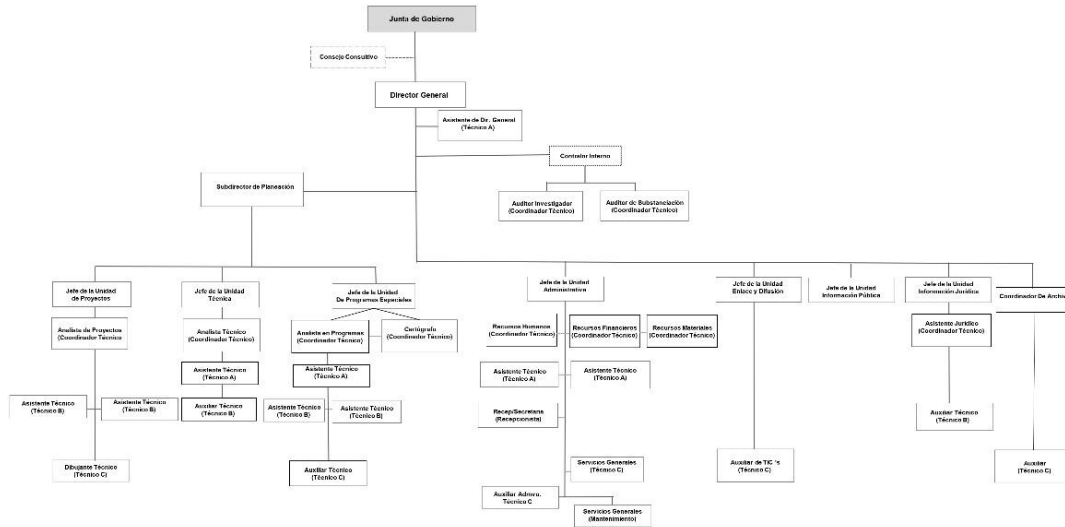 Junta de Gobierno
Consejo Consultivo
Director General
Asistente de Dir. General
(Técnico A)
Contralor Interno
Subdirector de Planeación
Auditor Investigador
(Coordinador Técnico)
Auditor de Substanciación
(Coordinador Técnico)
Jefe de la Unidad
de Proyectos
Jefe de la Unidad
Técnica
Jefe de la Unidad
De Programas Especiales
Jefe de la Unidad
Administrativa
Jefe de la Unidad
Enlace y Difusión
Jefe de la Unidad
Información Pública
Jefe de la Unidad
Información Jurídica
Coordinador De Archivo
Analista de Proyectos
(Coordinador Técnico)
Analista Técnico
(Coordinador Técnico)
Analista en Programas
(Coordinador Técnico)
Cartógrafo
(Coordinador Técnico)
Recursos Humanos
(Coordinador Técnico)
Recursos Financieros
(Coordinador Técnico)
Recursos Materiales
(Coordinador Técnico)
Asistente Jurídico
(Coordinador Técnico)
Asistente Técnico
(Técnico A)
Asistente Técnico
(Técnico A)
Asistente Técnico
(Técnico A)
Asistente Técnico
(Técnico A)
Asistente Técnico
(Técnico B)
Asistente Técnico
(Técnico B)
Auxiliar Técnico
(Técnico B)
Asistente Técnico
(Técnico B)
Asistente Técnico
(Técnico B)
Recep/Secretaria
(Recepcionista)
Auxiliar Técnico
(Técnico B)
Dibujante Técnico
(Técnico C)
Auxiliar Técnico
(Técnico C)
Servicios Generales
(Técnico C)
Auxiliar de TIC 's
(Técnico C)
Auxiliar
(Técnico C)
Auxiliar Admvo.
Técnico C
Servicios Generales
(Mantenimiento)